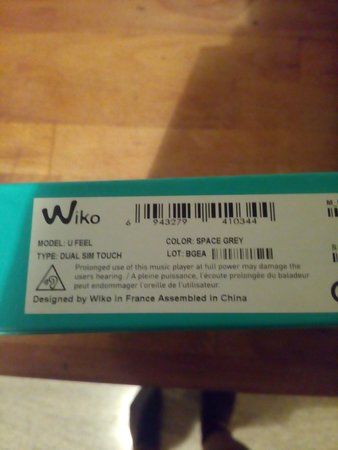 Wiko
6 943279 410344
MODEL: U FEEL
COLOR: SPACE GREY
TYPE: DUAL SIM TOUCH
LOT: BGEA
Prolonged use of this music player at full power may damage the
users hearing. / A pleine puissance, l'écoute prolongée du baladeur
peut endommager l'oreille de l'utilisateur.
Designed by Wiko in France Assembled in China